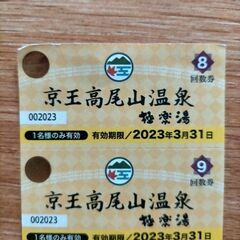 8
回数券
京王高尾山温泉
002023
極楽湯
1名様のみ有効
有効期限／2023年3月31日
9
回数券
京王高尾山温泉
002023
極楽湯
1名様のみ有効
有効期限／2023年3月31日